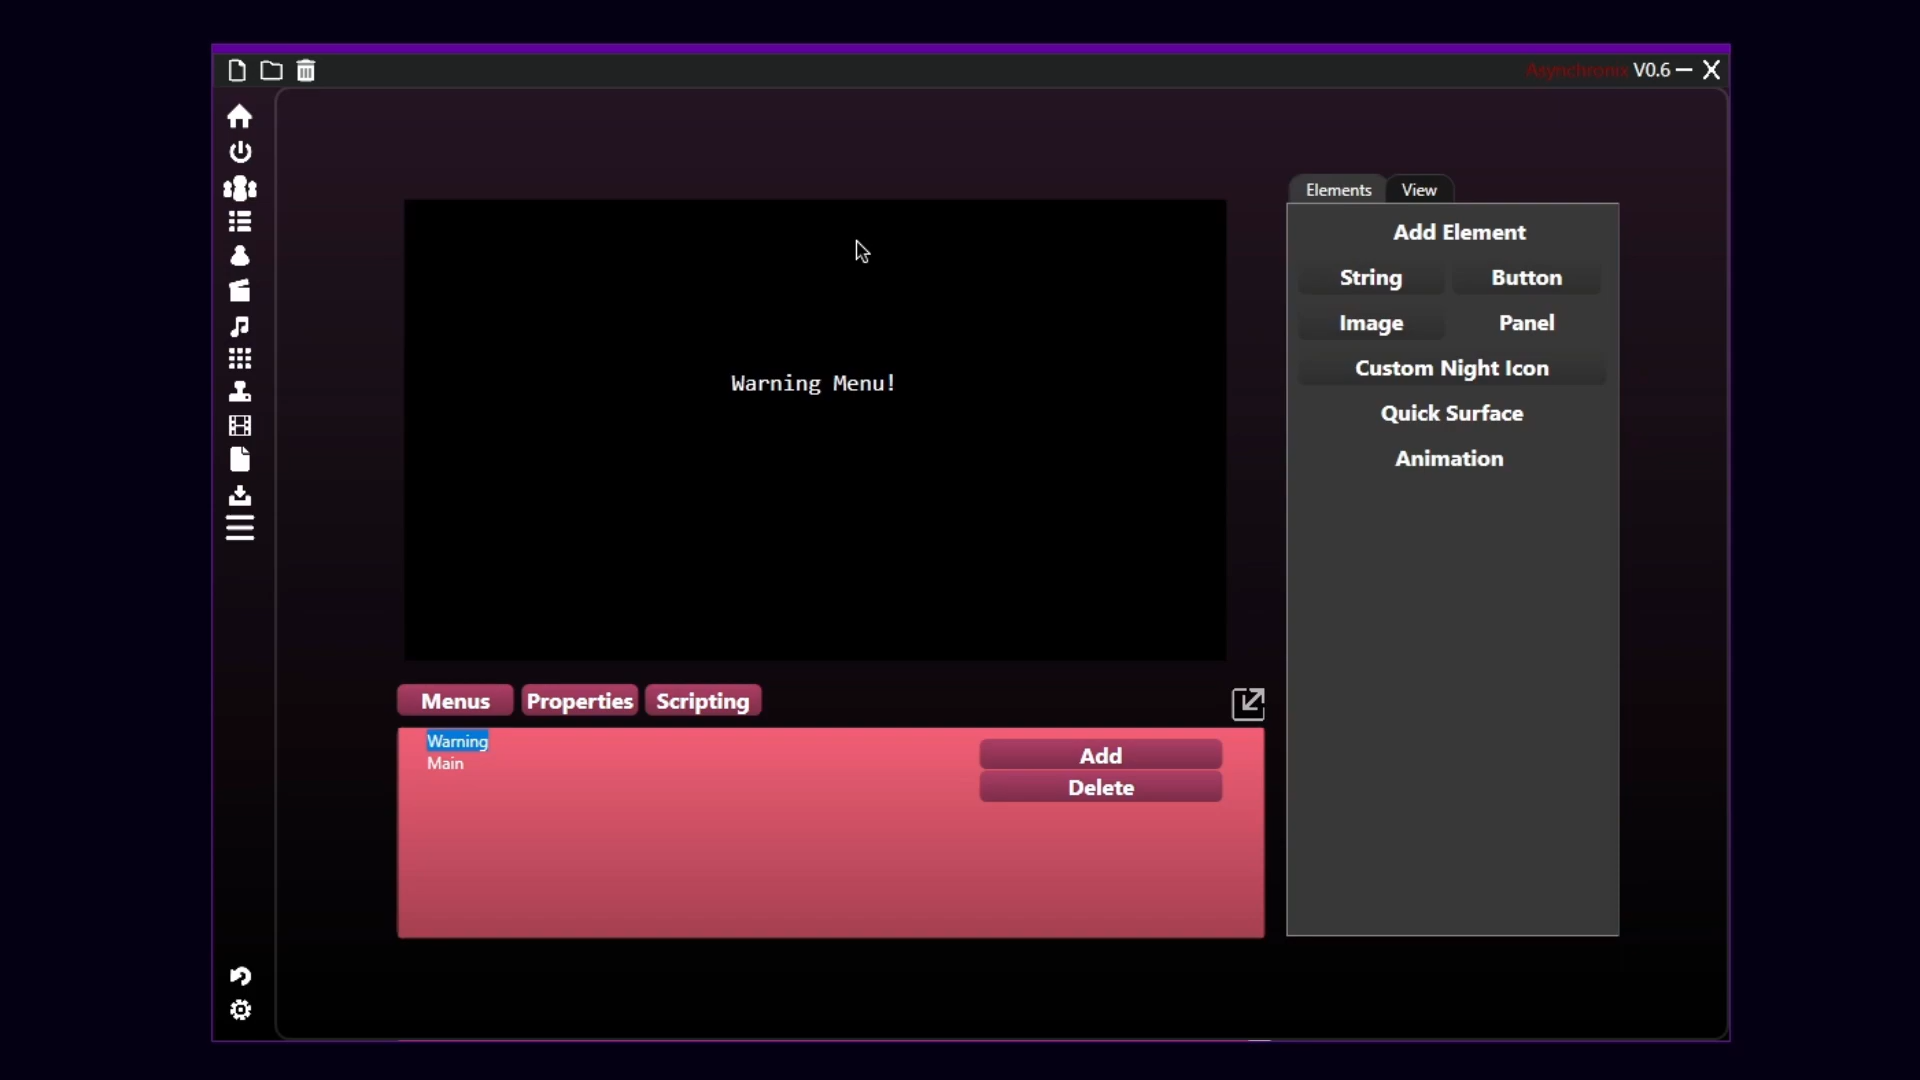 Asynchronix V0.6
Elements View
Add Element
String Button
Image Panel
Custom Night Icon
Quick Surface
Animation
Warning Menu!
Menus Properties Scripting
Warning
Main
Add
Delete